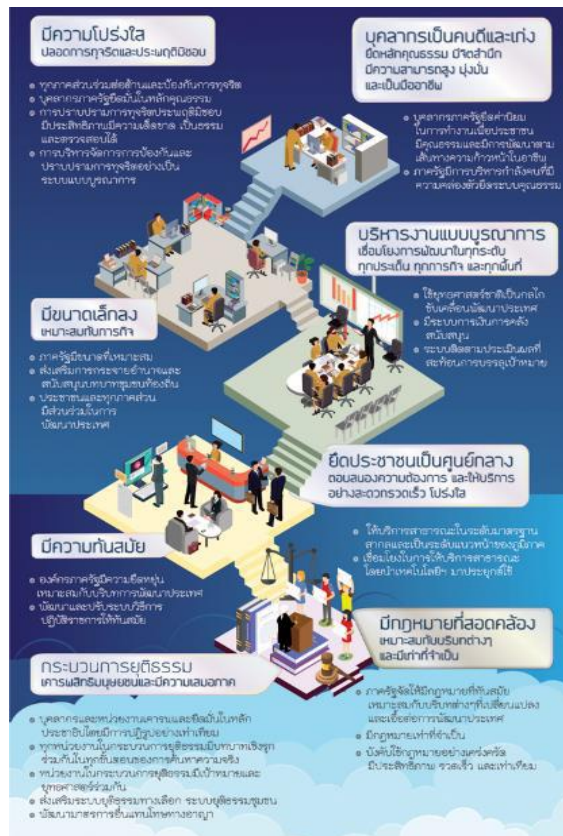 มีความโปร่งใส
ปลอดการทุจริตและประพฤติมิชอบ
• ทุกภาคส่วนร่วมต่อต้านและป้องกันการทุจริต
• บุคลากรภาครัฐยึดมั่นในหลักคุณธรรม
• การปราบปรามการทุจริตประพฤติมิชอบ
มีประสิทธิภาพมีความเด็ดขาด เป็นธรรม
และตรวจสอบได้
• การบริหารจัดการการป้องกันและ
ปราบปรามการทุจริตอย่างเป็น
ระบบแบบบูรณาการ
บุคลากรเป็นคนดีและเก่ง
ยึดหลักคุณธรรม มีจิตสำนึก
มีความสามารถสูง มุ่งมั่น
และเป็นมืออาชีพ
• บุคลากรภาครัฐยึดค่านิยม
ในการทำงานเพื่อประชาชน
มีคุณธรรมและมีการพัฒนาตาม
เส้นทางความก้าวหน้าในอาชีพ
• ภาครัฐมีการบริหารกำลังคนที่มี
ความคล่องตัวยึดระบบคุณธรรม
บริหารงานแบบบูรณาการ
เชื่อมโยงการพัฒนาในทุกระดับ
ทุกประเด็น ทุกภารกิจ และทุกพื้นที่
• ใช้ยุทธศาสตร์ชาติเป็นกลไก
ขับเคลื่อนพัฒนาประเทศ
• มีระบบการเงินการคลัง
สนับสนุน
• ระบบติดตามประเมินผลที่
สะท้อนการบรรลุเป้าหมาย
มีขนาดเล็กลง
เหมาะสมกับภารกิจ
• ภาครัฐมีขนาดที่เหมาะสม
• ส่งเสริมการกระจายอำนาจและ
สนับสนุนบทบาทชุมชนท้องถิ่น
• ประชาชนและทุกภาคส่วน
มีส่วนร่วมในการ
พัฒนาประเทศ
ยึดประชาชนเป็นศูนย์กลาง
ตอบสนองความต้องการ และให้บริการ
อย่างสะดวกรวดเร็ว โปร่งใส
• ให้บริการสาธารณะในระดับมาตรฐาน
สากลและเป็นระดับแนวหน้าของภูมิภาค
• เชื่อมโยงในการให้บริการสาธารณะ
โดยนำเทคโนโลยีฯ มาประยุกต์ใช้
มีความทันสมัย
• องค์กรภาครัฐมีความยืดหยุ่น
เหมาะสมกับบริบทการพัฒนาประเทศ
• พัฒนาและปรับระบบวิธีการ
ปฏิบัติราชการให้ทันสมัย
มีกฎหมายที่สอดคล้อง
เหมาะสมกับบริบทต่างๆ
และมีเท่าที่จำเป็น
• ภาครัฐจัดให้มีกฎหมายที่ทันสมัย
เหมาะสมกับบริบทต่างๆที่เปลี่ยนแปลง
และเอื้อต่อการพัฒนาประเทศ
• มีกฎหมายเท่าที่จำเป็น
• บังคับใช้กฎหมายอย่างเคร่งครัด
มีประสิทธิภาพ รวดเร็ว และเท่าเทียม
กระบวนการยุติธรรม
เคารพสิทธิมนุษยชนและมีความเสมอภาค
• บุคลากรและหน่วยงานเคารพและยึดมั่นในหลัก
ประชาธิปไตยมีการปฏิรูปอย่างเท่าเทียม
• ทุกหน่วยงานในกระบวนการยุติธรรมมีบทบาทเชิงรุก
ร่วมกันในทุกขั้นตอนของการค้นหาความจริง
• หน่วยงานในกระบวนการยุติธรรมมีเป้าหมายและ
ยุทธศาสตร์ร่วมกัน
• ส่งเสริมระบบยุติธรรมทางเลือก ระบบยุติธรรมชุมชน
• พัฒนามาตรการอื่นแทนโทษทางอาญา